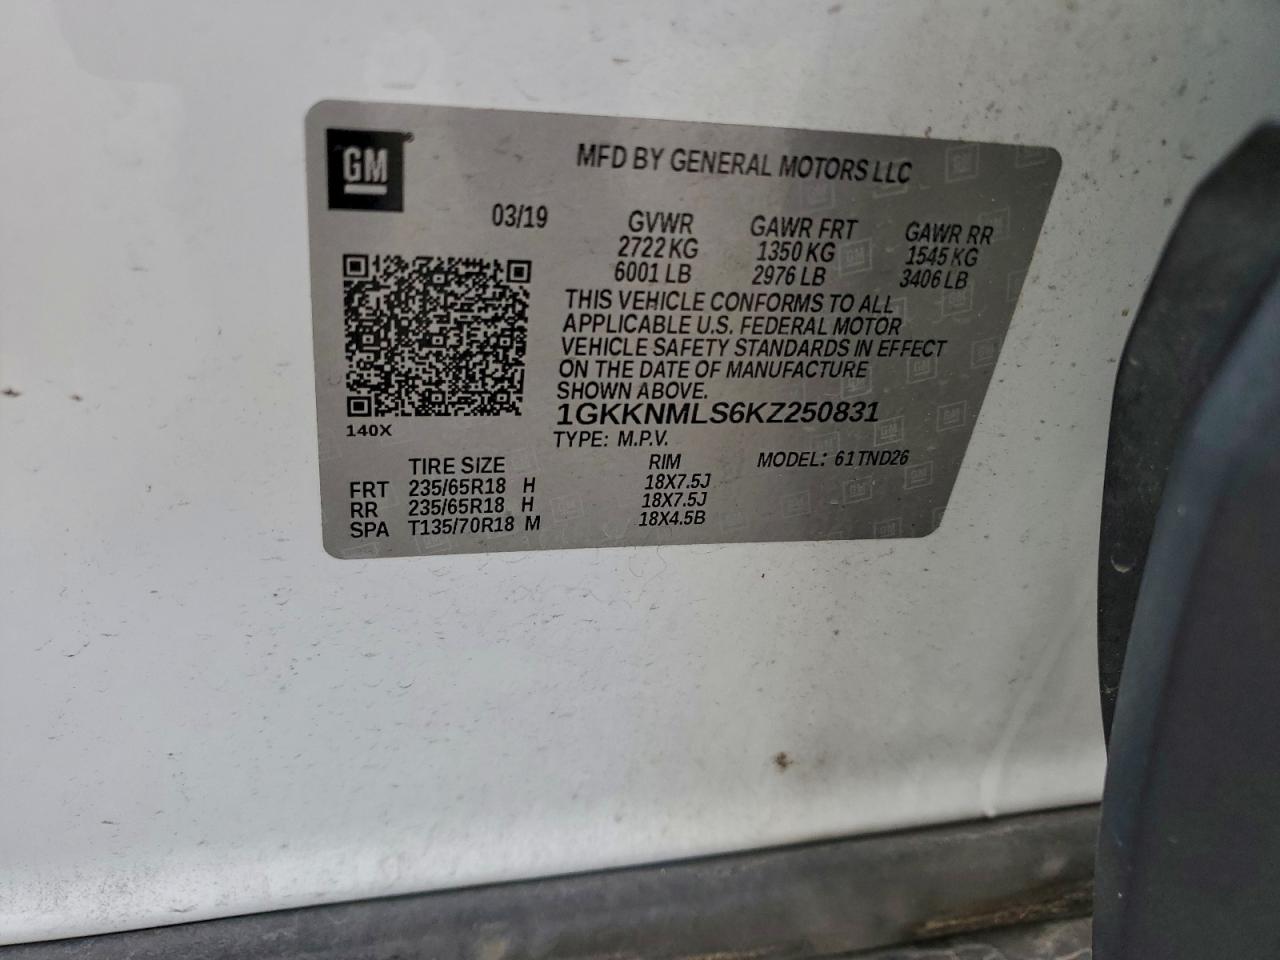 GM
MFD BY GENERAL MOTORS LLC
03/19
GVWR GAWR FRT GAWR RR
2722 KG 1350 KG 1545 KG
6001 LB 2976 LB 3406 LB
THIS VEHICLE CONFORMS TO ALL
APPLICABLE U.S. FEDERAL MOTOR
VEHICLE SAFETY STANDARDS IN EFFECT
ON THE DATE OF MANUFACTURE
SHOWN ABOVE.
1GKKNMLS6KZ250831
140X
TYPE: M.P.V.
TIRE SIZE RIM MODEL: 61TND26
FRT 235/65R18 H 18X7.5J
RR 235/65R18 H 18X7.5J
SPA T135/70R18 M 18X4.5B